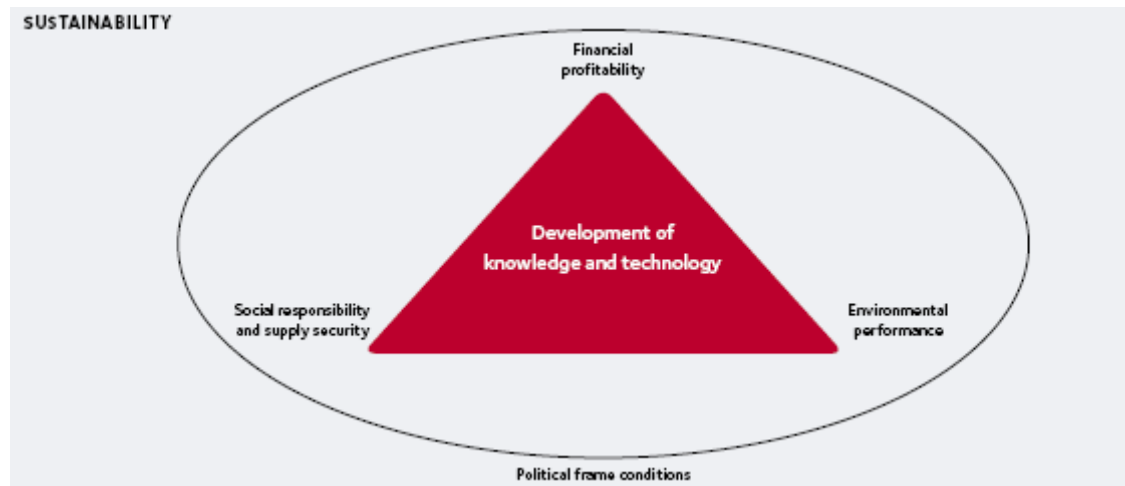 SUSTAINABILITY
Financial
profitability
Development of
knowledge and technology
Social responsibility
and supply security
Environmental
performance
Political frame conditions